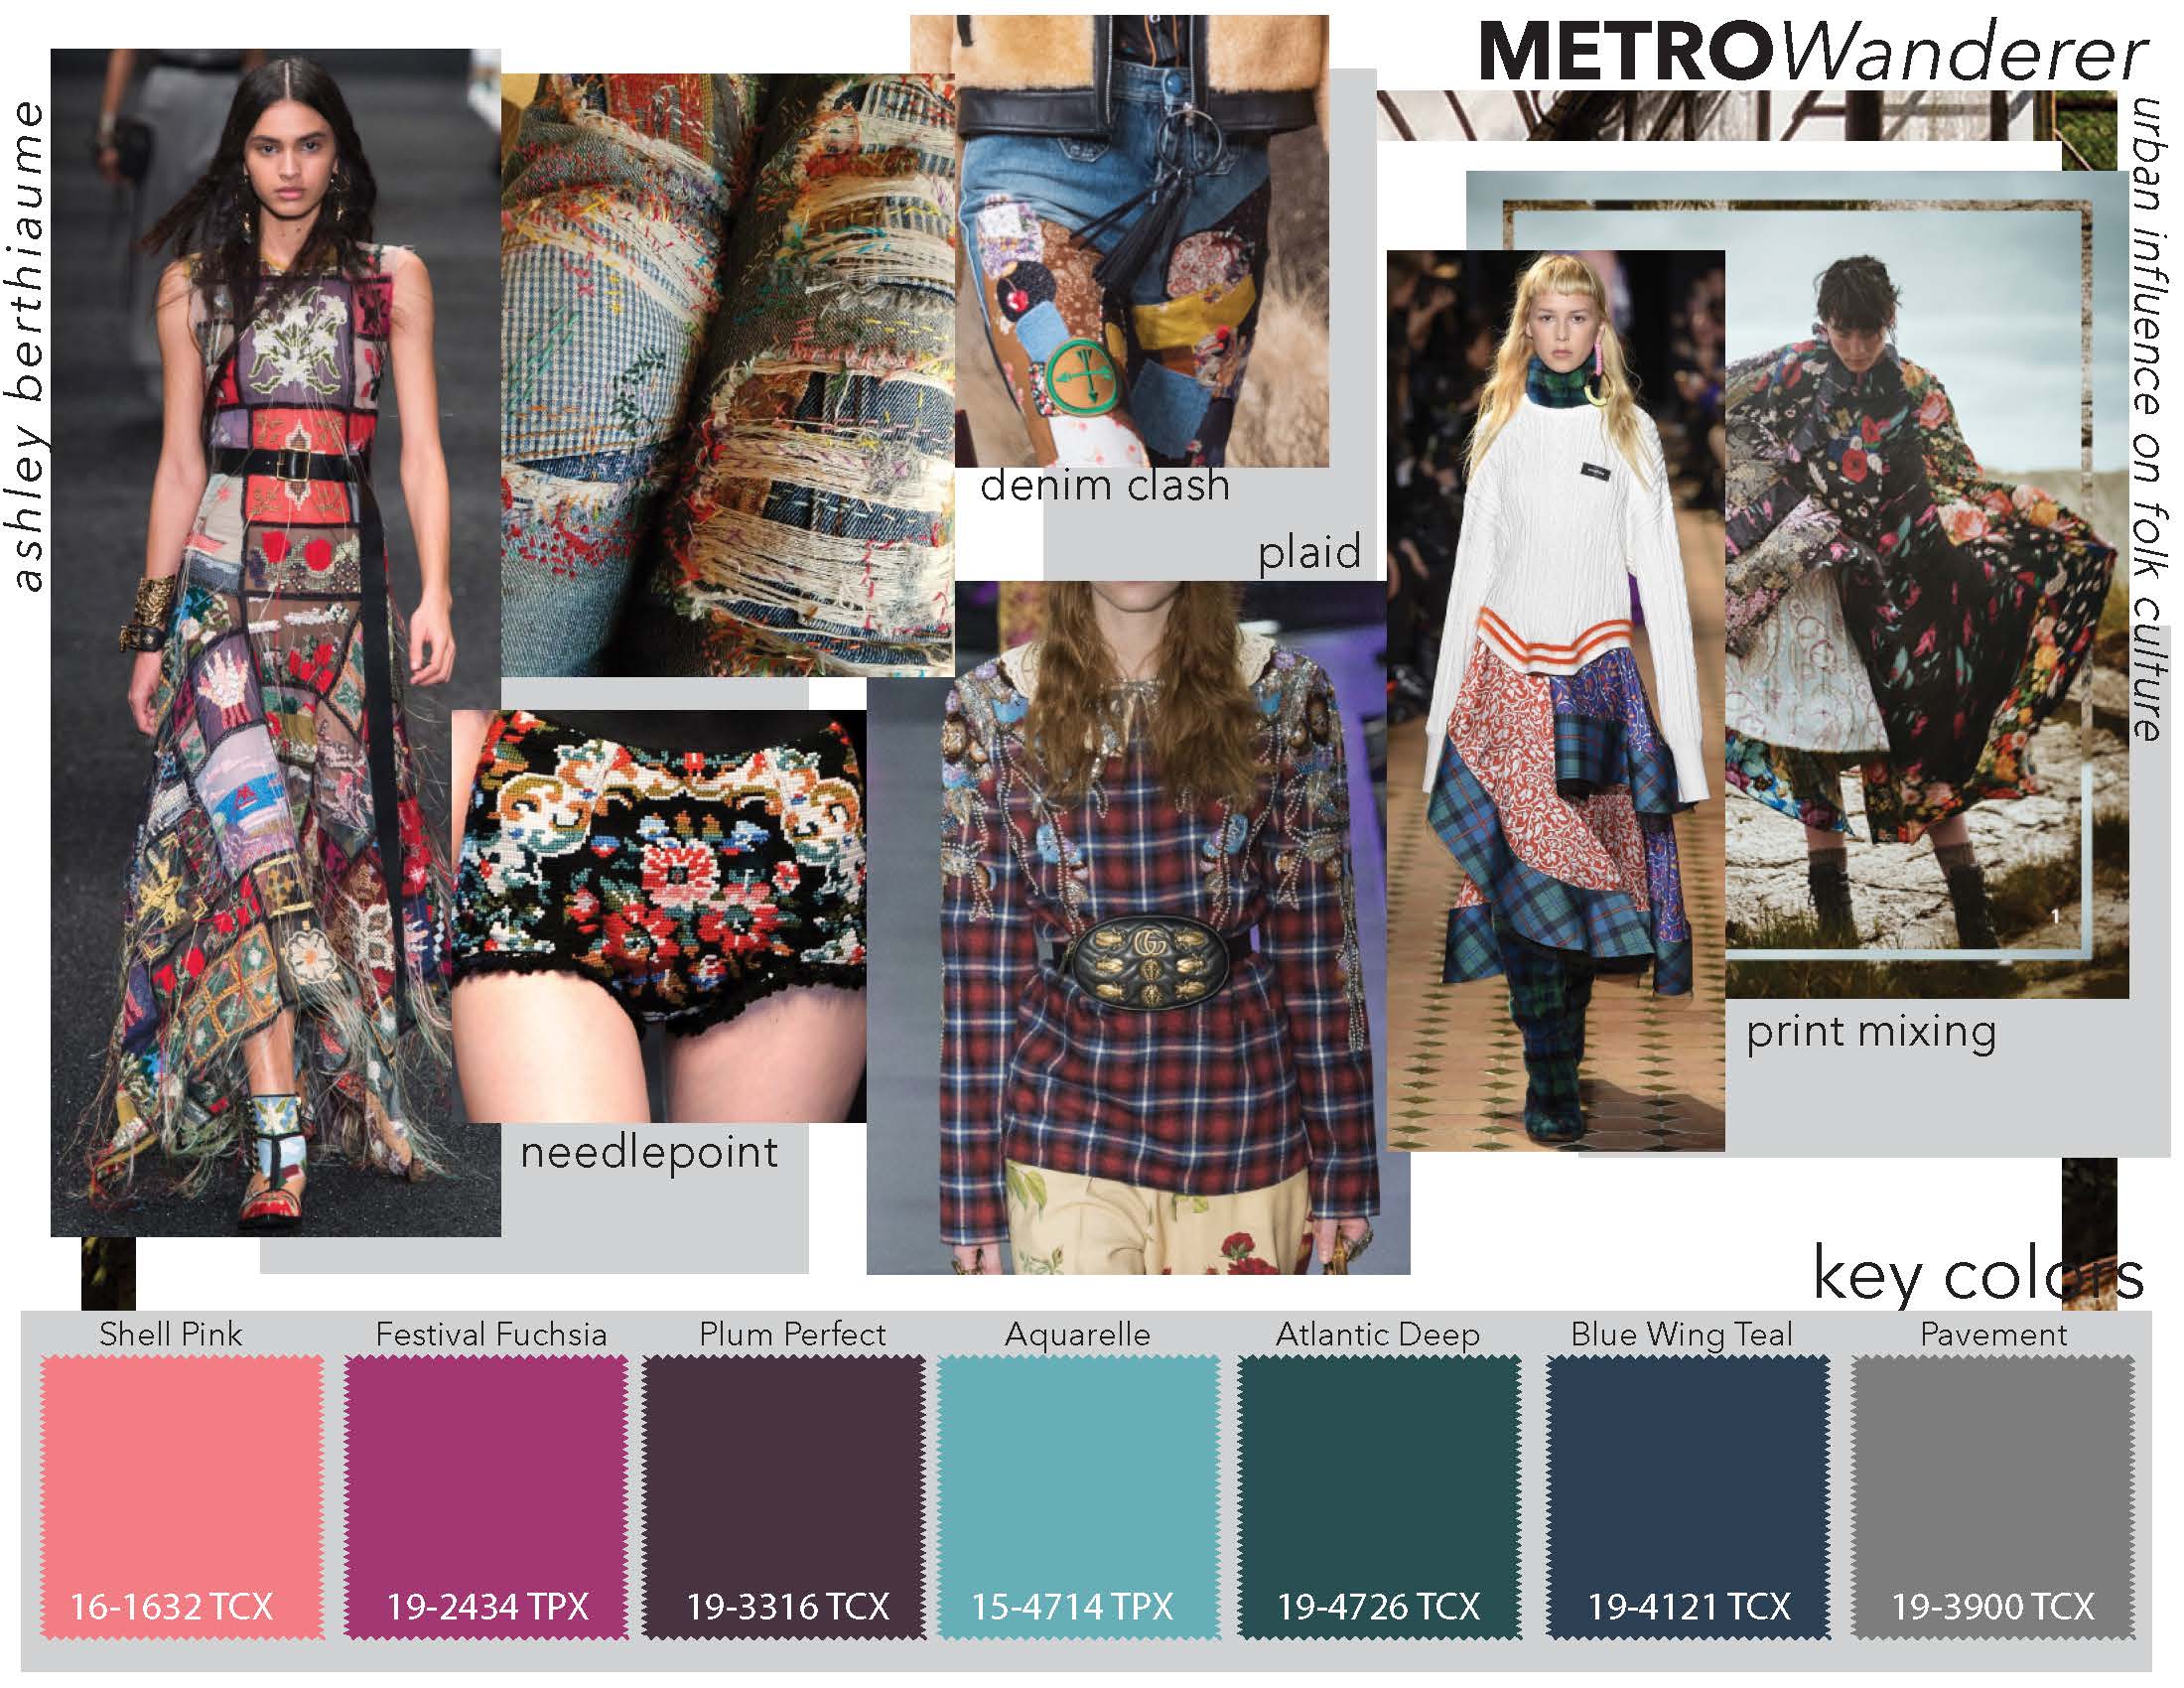 METROWanderer
ashley berthiaume
urban influence on folk culture
denim clash
plaid
needlepoint
print mixing
1
key colors
Shell Pink
Festival Fuchsia
Plum Perfect
Aquarelle
Atlantic Deep
Blue Wing Teal
Pavement
16-1632 TCX
19-2434 TPX
19-3316 TCX
15-4714 TPX
19-4726 TCX
19-4121 TCX
19-3900 TCX